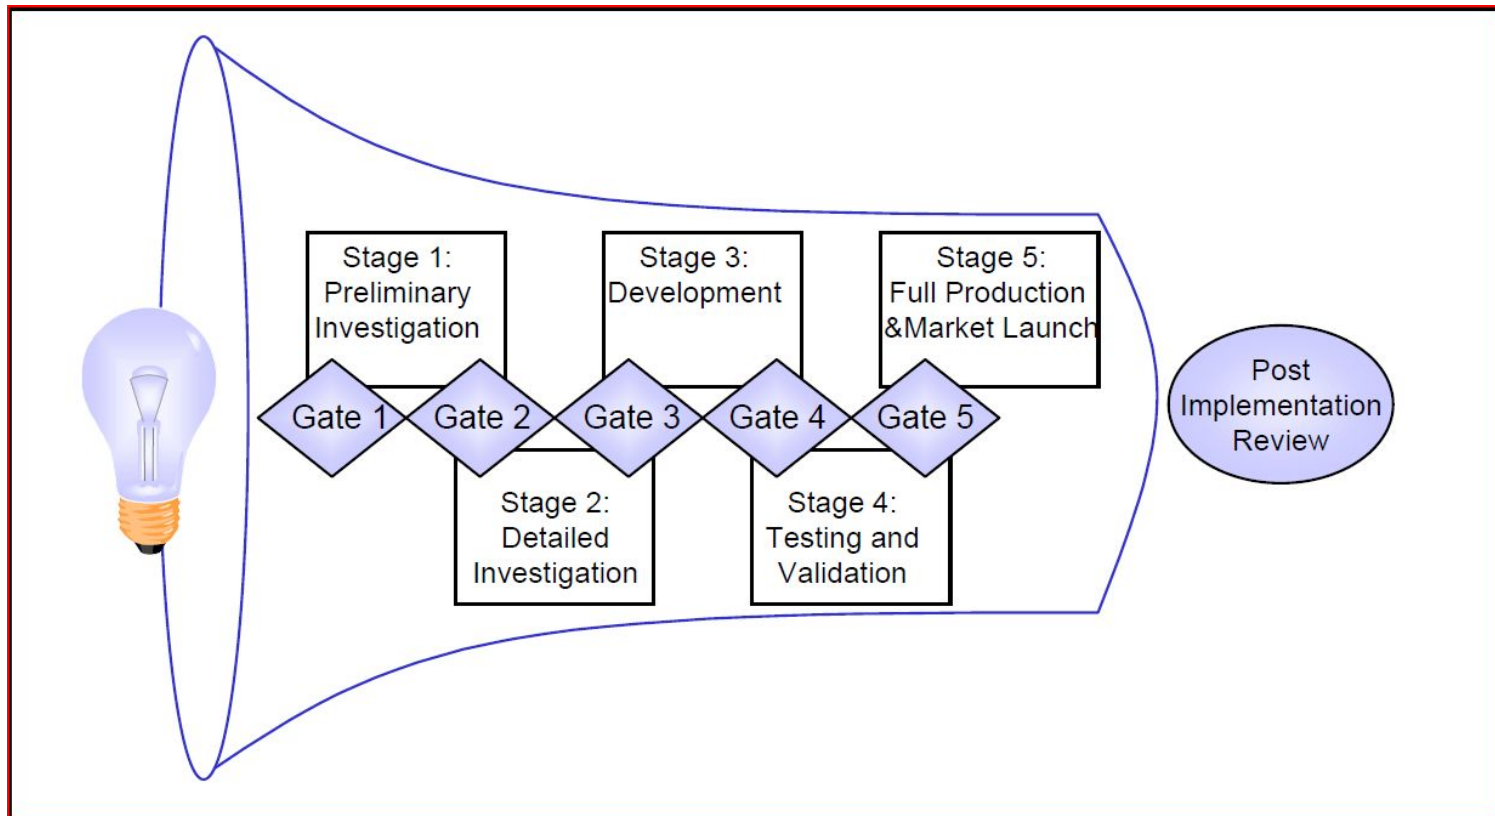 Stage 1:
Preliminary
Investigation
Stage 3:
Development
Stage 5:
Full Production
&Market Launch
Gate 1
Gate 2
Gate 3
Gate 4
Gate 5
Post
Implementation
Review
Stage 2:
Detailed
Investigation
Stage 4:
Testing and
Validation